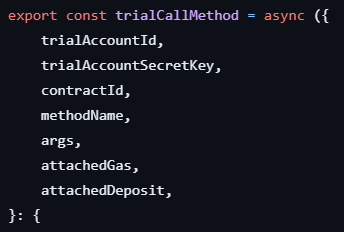 export const trialCallMethod = async ({
trialAccountId,
trialAccountSecretKey,
contractId,
methodName,
args,
attachedGas,
attachedDeposit,
}: {